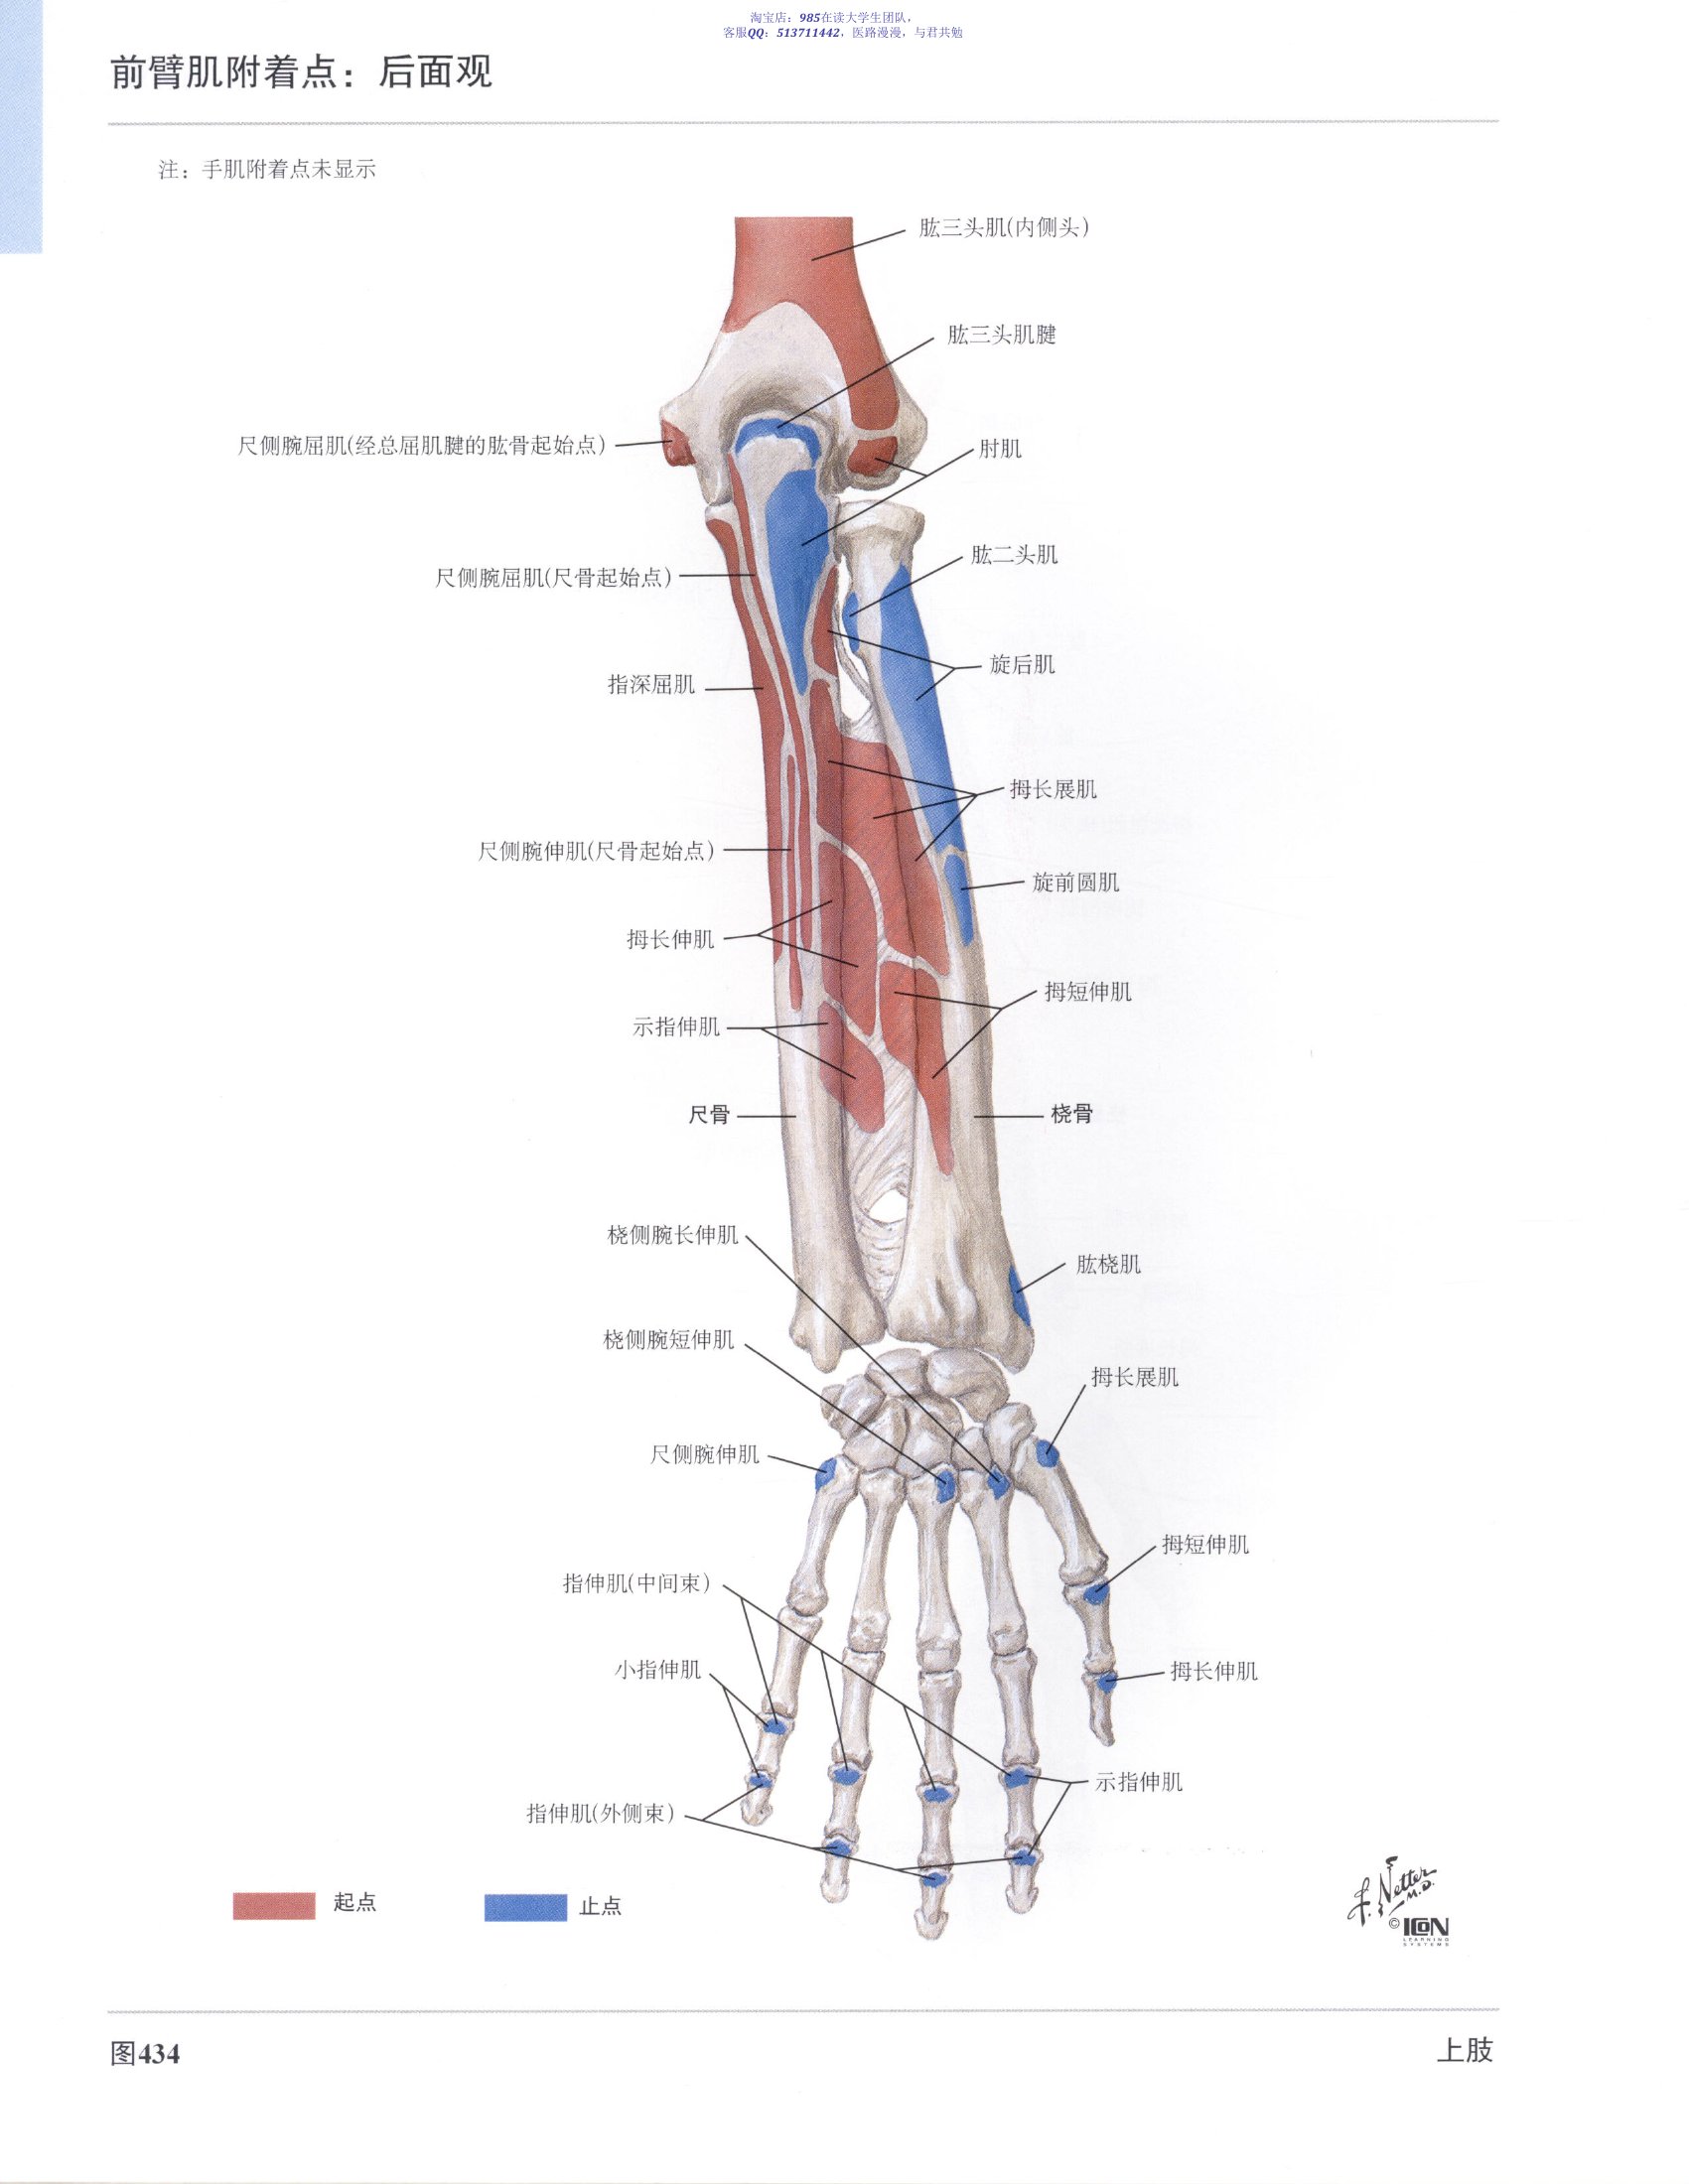 淘宝店：985在读大学生团队，
客服QQ：513711442，医路漫漫，与君共勉
前臂肌附着点：后面观
注：手肌附着点未显示
肱三头肌(内侧头)
肱三头肌腱
尺侧腕屈肌(经总屈肌腱的肱骨起始点)
肘肌
肱二头肌
尺侧腕屈肌(尺骨起始点)
旋后肌
指深屈肌
拇长展肌
尺侧腕伸肌(尺骨起始点)
旋前圆肌
拇长伸肌
拇短伸肌
示指伸肌
尺骨
桡骨
桡侧腕长伸肌
肱桡肌
桡侧腕短伸肌
拇长展肌
尺侧腕伸肌
拇短伸肌
指伸肌(中间束)
小指伸肌
拇长伸肌
示指伸肌
指伸肌(外侧束)
起点
止点
F. Netter
M.D.
© ICON
LEARNING
SYSTEMS
图434
上肢